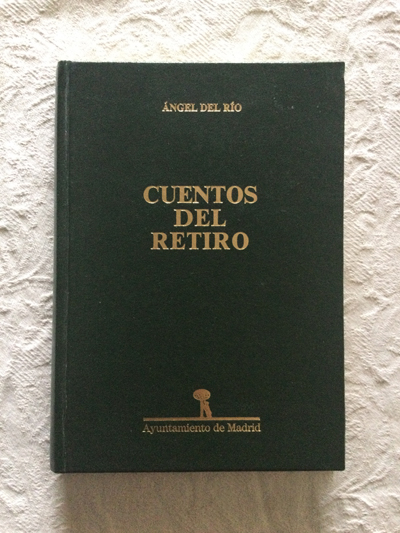 ÁNGEL DEL RÍO
CUENTOS
DEL
RETIRO
Ayuntamiento de Madrid